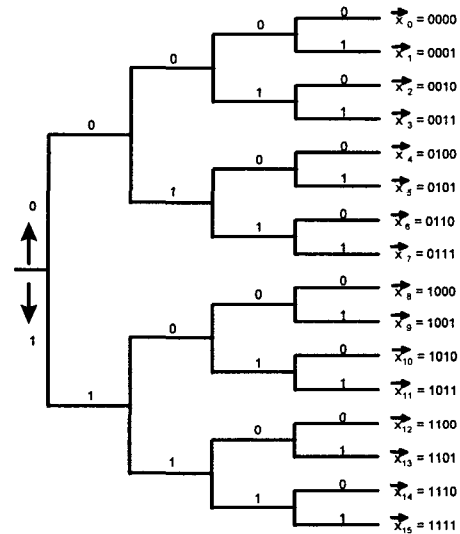 0
0
x₀ = 0000
0
1
x₁ = 0001
0
0
x₂ = 0010
1
1
x₃ = 0011
0
0
x₄ = 0100
0
1
x₅ = 0101
1
0
x₆ = 0110
1
1
x₇ = 0111
0
1
0
x₈ = 1000
0
1
x₉ = 1001
0
0
x₁₀ = 1010
1
1
x₁₁ = 1011
1
0
x₁₂ = 1100
0
1
x₁₃ = 1101
1
0
x₁₄ = 1110
1
1
x₁₅ = 1111